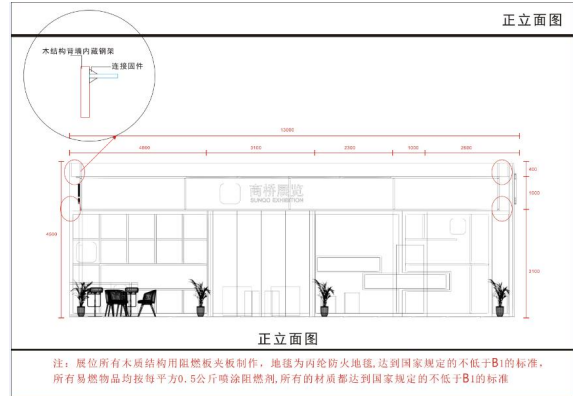 正立面图
木结构背墙内藏钢架
连接固件
13000
4000 3100 2300 1000 2600
400
1000
4500
3100
商桥展览
SUNGO EXHIBITION
正立面图
注：展位所有木质结构用阻燃板夹板制作，地毯为丙纶防火地毯,达到国家规定的不低于B1的标准，
所有易燃物品均按每平方0.5公斤喷涂阻燃剂,所有的材质都达到国家规定的不低于B1的标准